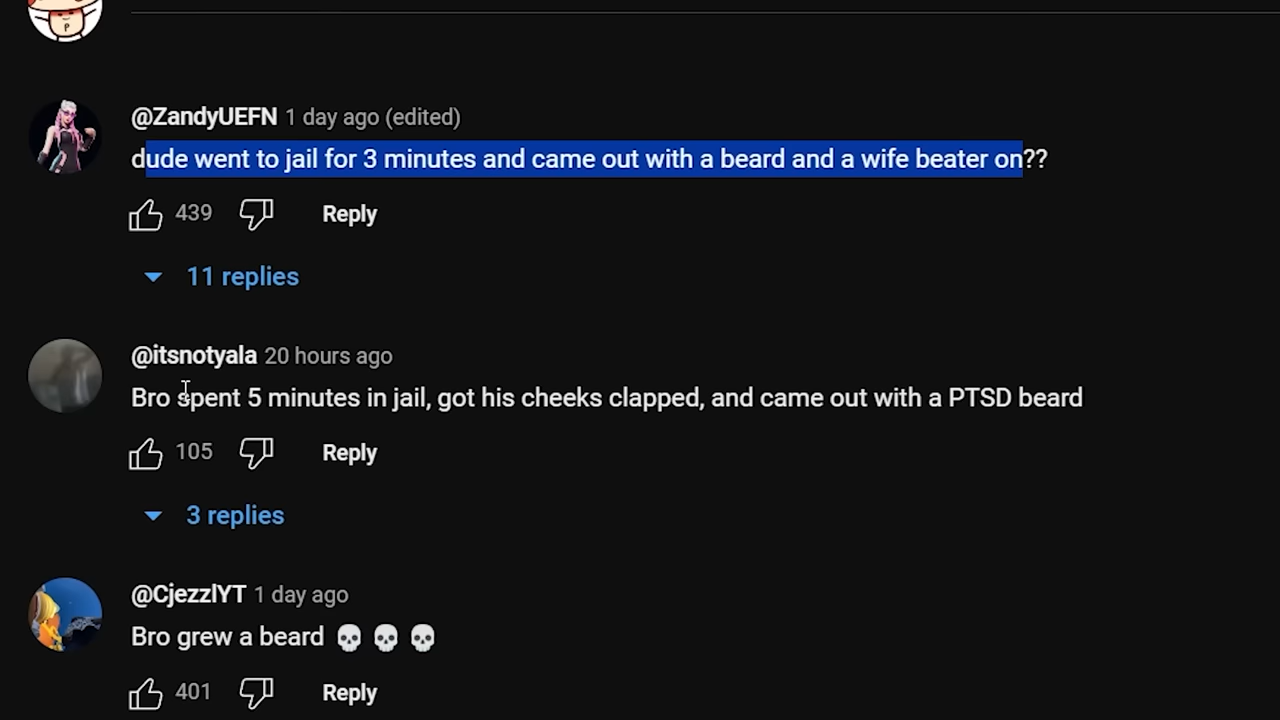 @ZandyUEFN 1 day ago (edited)
dude went to jail for 3 minutes and came out with a beard and a wife beater on??
439 Reply
11 replies
@itsnotyala 20 hours ago
Bro spent 5 minutes in jail, got his cheeks clapped, and came out with a PTSD beard
105 Reply
3 replies
@CjezzlYT 1 day ago
Bro grew a beard 💀 💀 💀
401 Reply